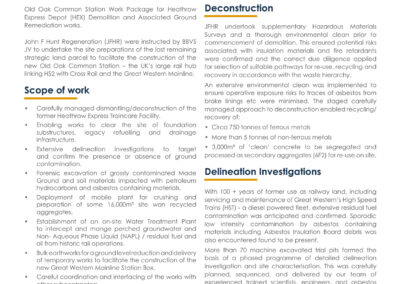 Old Oak Common Station Work Package for Heathrow
Express Depot (HEX) Demolition and Associated Ground
Remediation works.
John F Hunt Regeneration (JFHR) were instructed by BBVS
JV to undertake the site preparations of the last remaining
strategic land parcel to facilitate the construction of the
new Old Oak Common Station – the UK's large rail hub
linking HS2 with Cross Rail and the Great Western Mainline.
Scope of work
• Carefully managed dismantling/deconstruction of the
former Heathrow Express Traincare Facility.
• Enabling works to clear the site of foundation
substructures, legacy refuelling and drainage
infrastructure.
• Extensive delineation investigations to target
and confirm the presence or absence of ground
contamination.
• Forensic excavation of grossly contaminated Made
Ground and soil materials impacted with petroleum
hydrocarbons and asbestos containing materials.
• Deployment of mobile plant for crushing and
preparation of some 16,000m³ site won recycled
aggregates.
• Establishment of an on-site Water Treatment Plant
to intercept and manage perched groundwater and
Non- Aqueous Phase Liquid (NAPL) / residual fuel and
oil from historic rail operations.
• Bulk earthworks for a ground level reduction and delivery
of temporary works to facilitate the construction of the
new Great Western Mainline Station Box.
• Careful coordination and interfacing of the works with
Deconstruction
JFHR undertook supplementary Hazardous Materials
Surveys and a thorough environmental clean prior to
commencement of demolition. This ensured potential risks
associated with insulation materials and fire retardants
were confirmed and the correct due diligence applied
for selection of suitable pathways for re-use, recycling and
recovery in accordance with the waste hierarchy.
An extensive environmental clean was implemented to
ensure operative exposure risks to traces of asbestos from
brake linings etc were minimised. The staged carefully
managed approach to deconstruction enabled recycling/
recovery of:
• Circa 750 tonnes of ferrous metals
• More than 5 tonnes of non-ferrous metals
• 3,000m³ of 'clean' concrete to be segregated and
processed as secondary aggregates (6F2) for re-use on site.
Delineation Investigations
With 100 + years of former use as railway land, including
servicing and maintenance of Great Western's High Speed
Trains (HST) - a diesel powered fleet, extensive residual fuel
contamination was anticipated and confirmed. Sporadic
low intensity contamination by asbestos containing
materials including Asbestos Insulation Board debris was
also encountered found to be present.
More than 70 machine excavated trial pits formed the
basis of a phased programme of detailed delineation
investigation and site characterisation. This was carefully
planned, sequenced, and delivered by our team of
experienced trained scientists, engineers, and asbestos